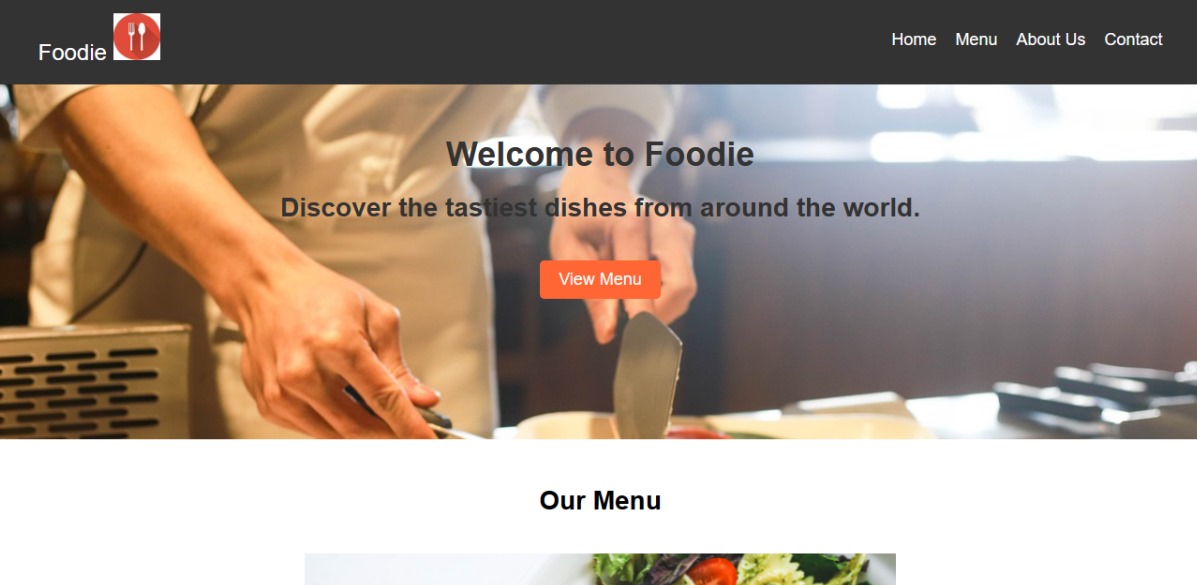 Foodie
Home Menu About Us Contact
Welcome to Foodie
Discover the tastiest dishes from around the world.
View Menu
Our Menu